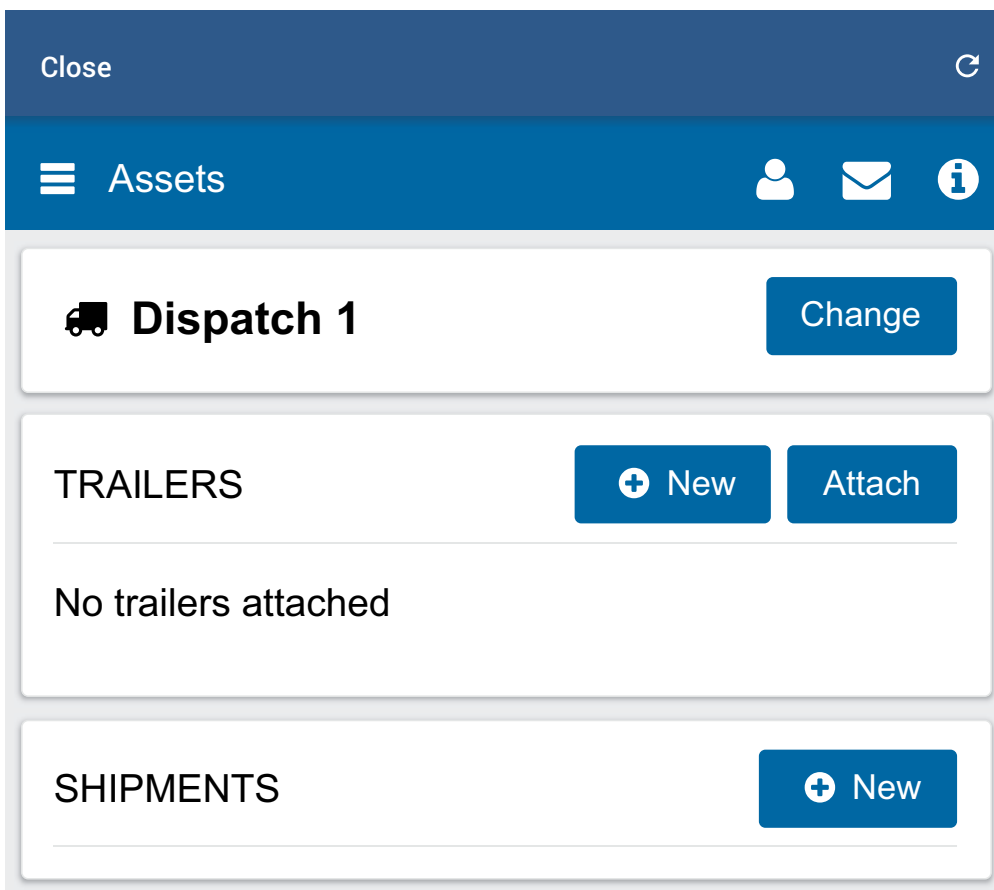 Close
Assets
Dispatch 1
Change
TRAILERS
New
Attach
No trailers attached
SHIPMENTS
New